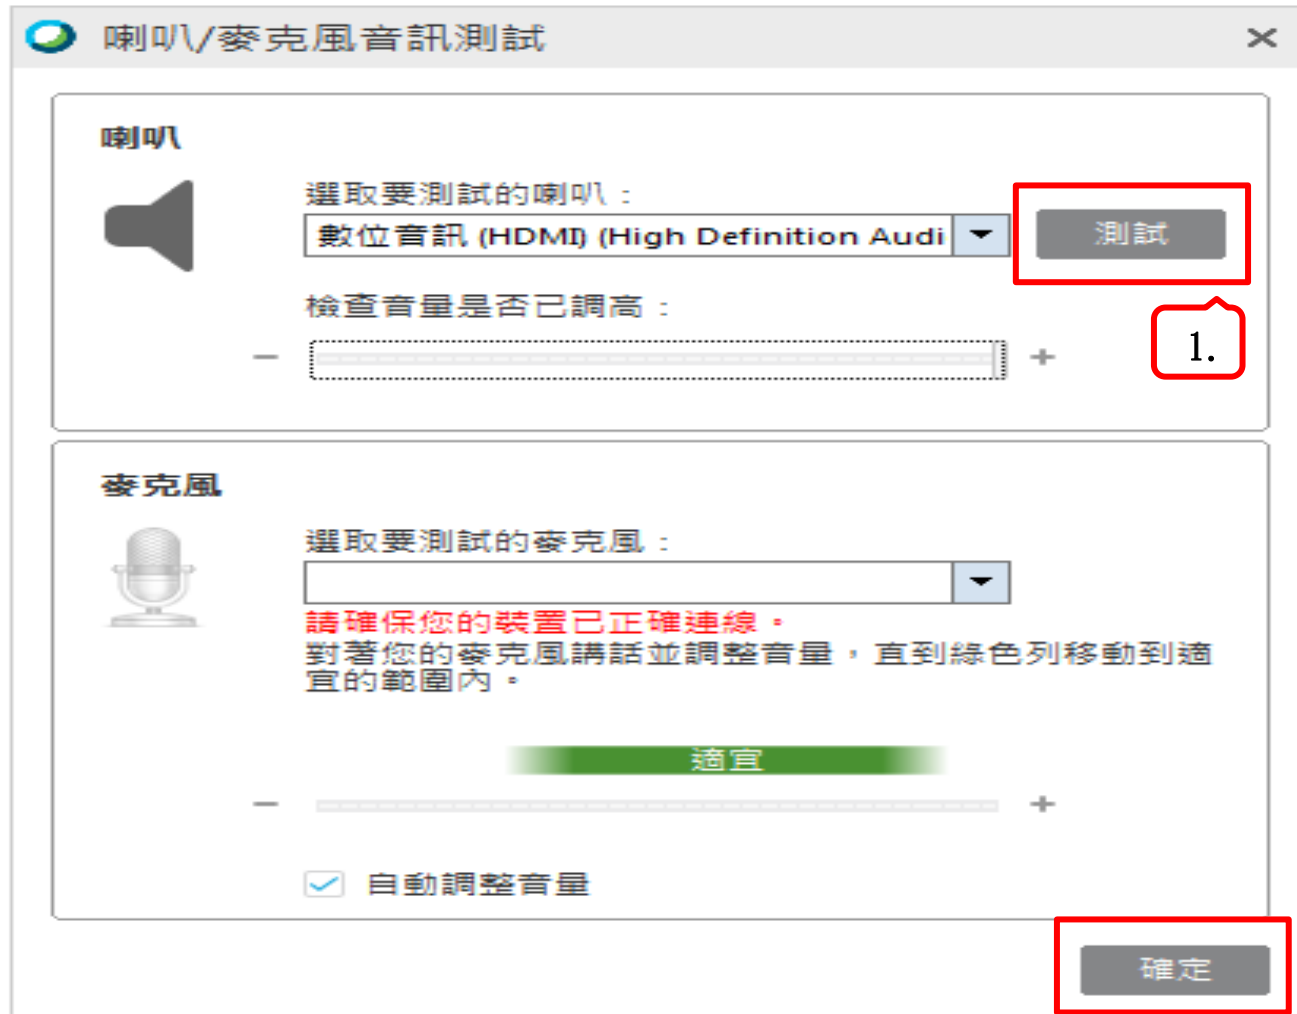 喇叭/麥克風音訊測試
喇叭
選取要測試的喇叭：
數位音訊 (HDMI) (High Definition Audi
測試
檢查音量是否已調高：
1.
麥克風
選取要測試的麥克風：
請確保您的裝置已正確連線。
對著您的麥克風講話並調整音量，直到綠色列移動到適
宜的範圍內。
適宜
自動調整音量
確定